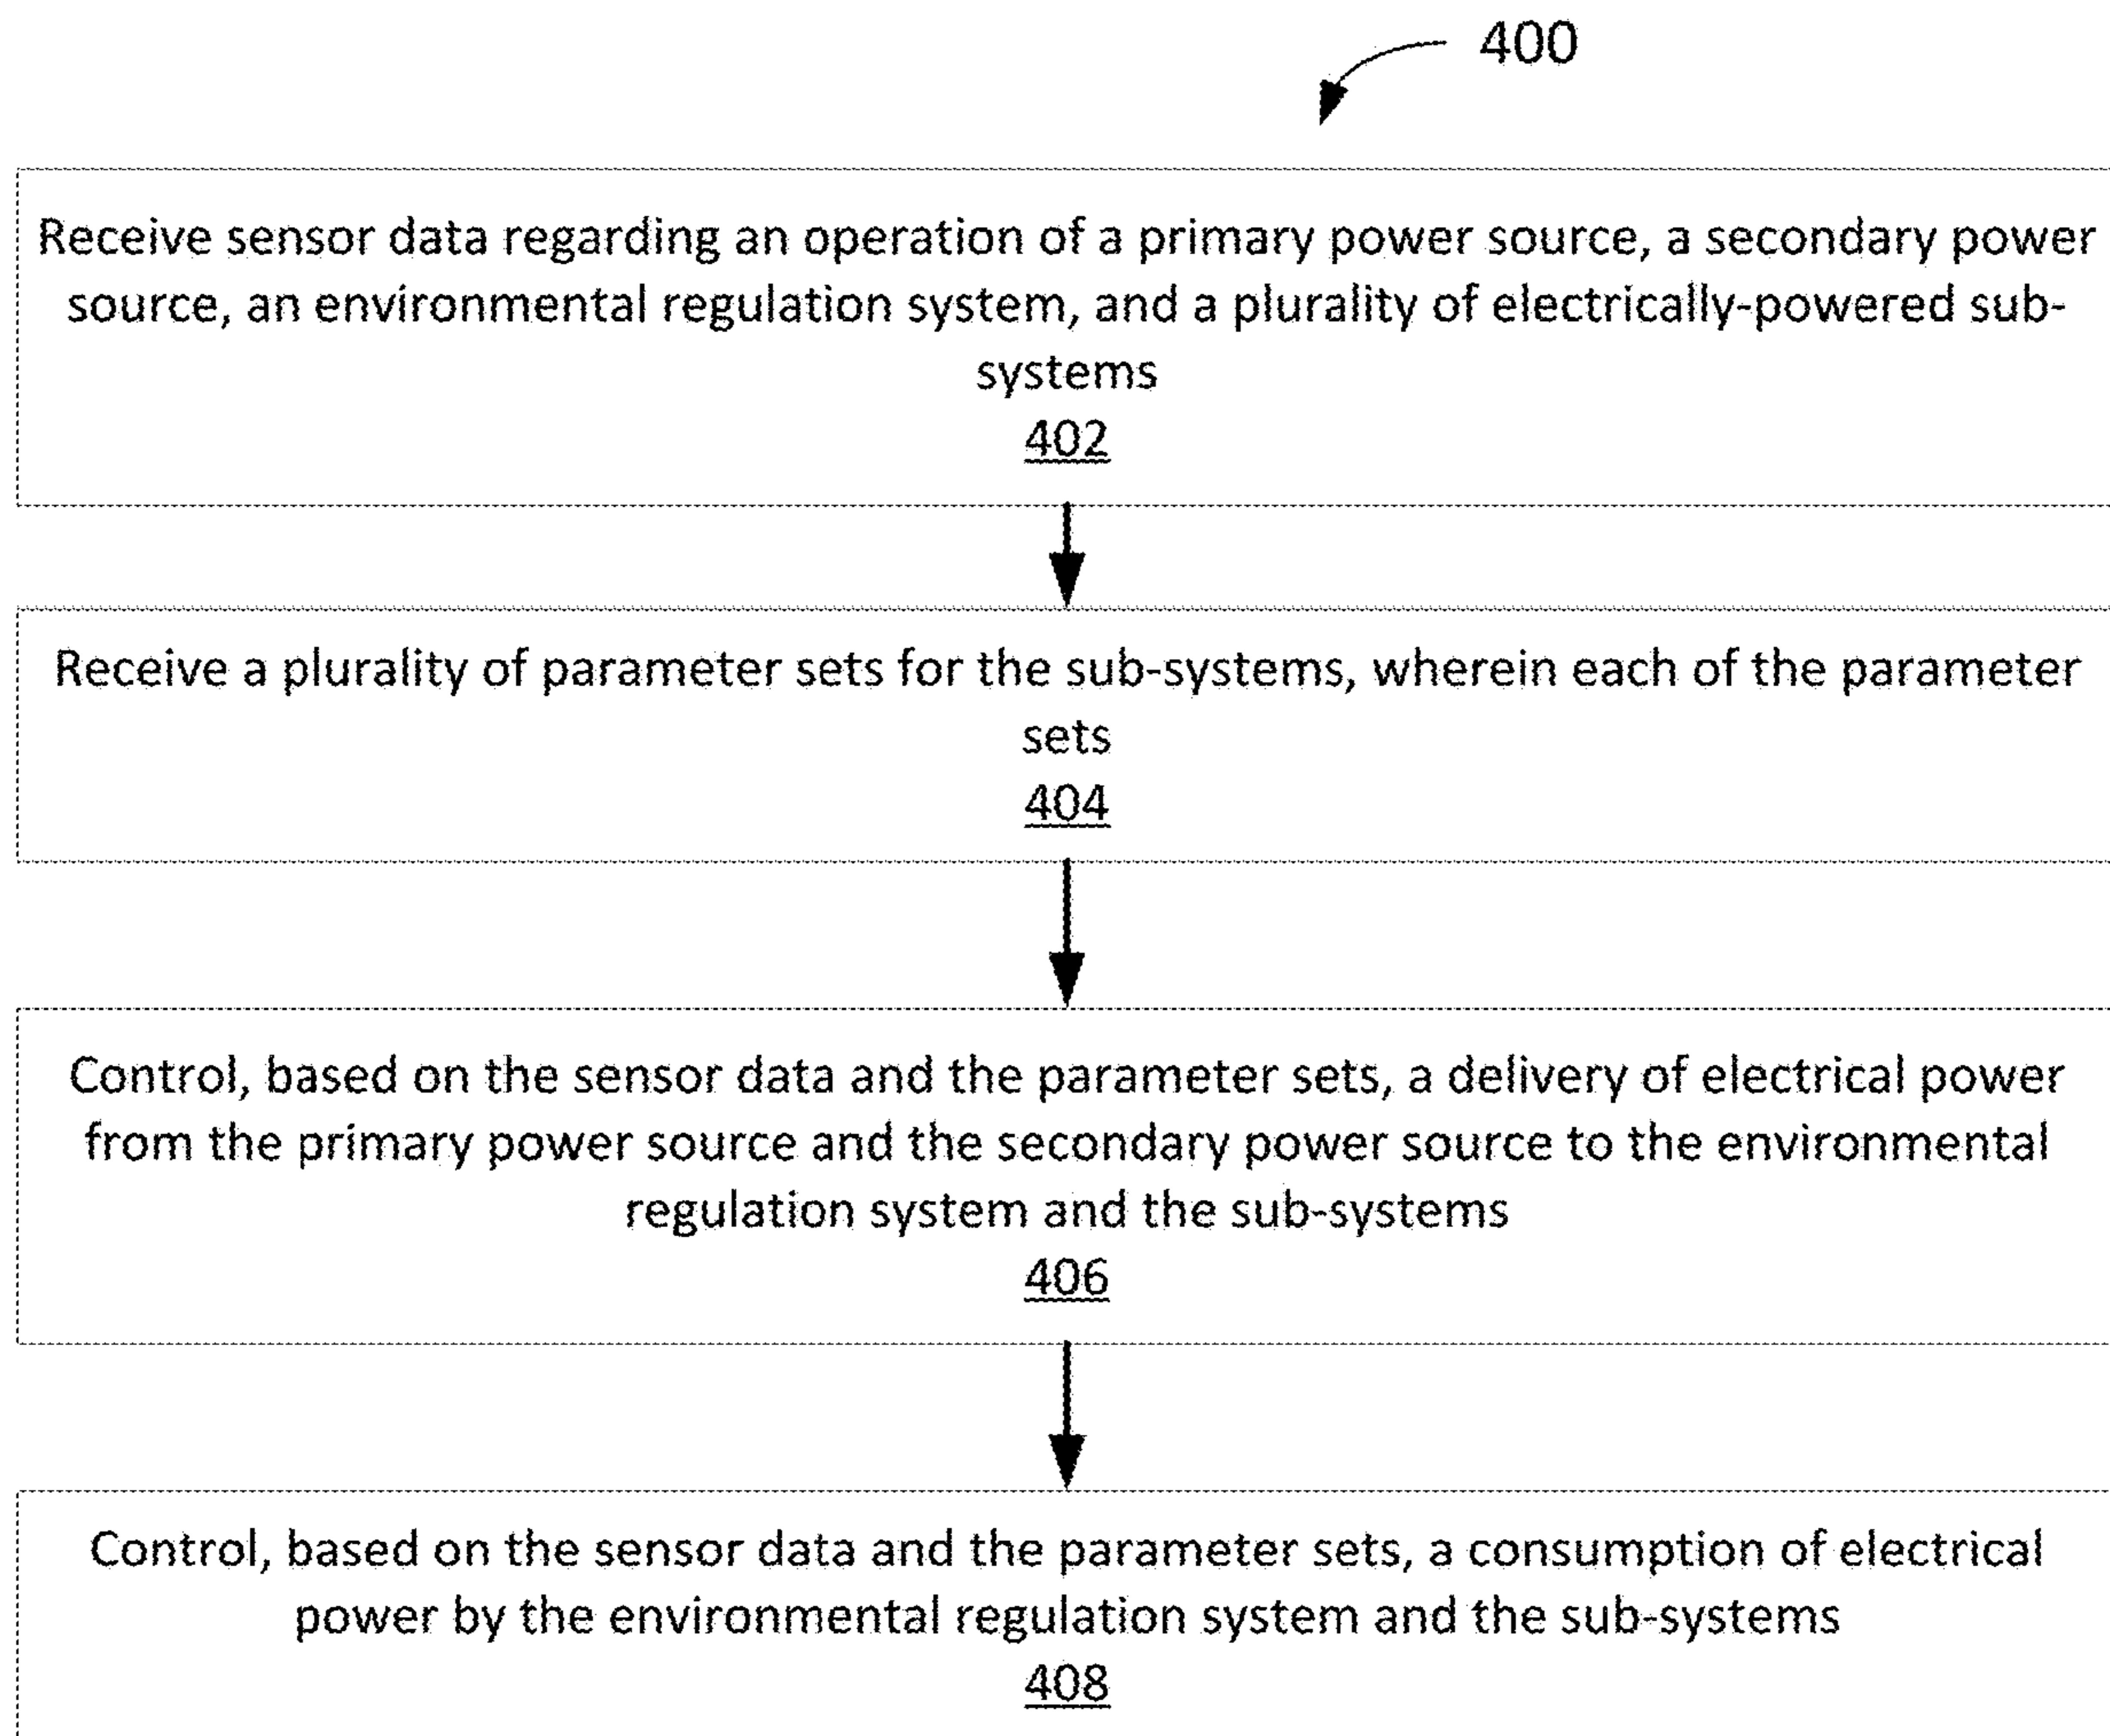 400
Receive sensor data regarding an operation of a primary power source, a secondary power
source, an environmental regulation system, and a plurality of electrically-powered sub-
systems
402
Receive a plurality of parameter sets for the sub-systems, wherein each of the parameter
sets
404
Control, based on the sensor data and the parameter sets, a delivery of electrical power
from the primary power source and the secondary power source to the environmental
regulation system and the sub-systems
406
Control, based on the sensor data and the parameter sets, a consumption of electrical
power by the environmental regulation system and the sub-systems
408